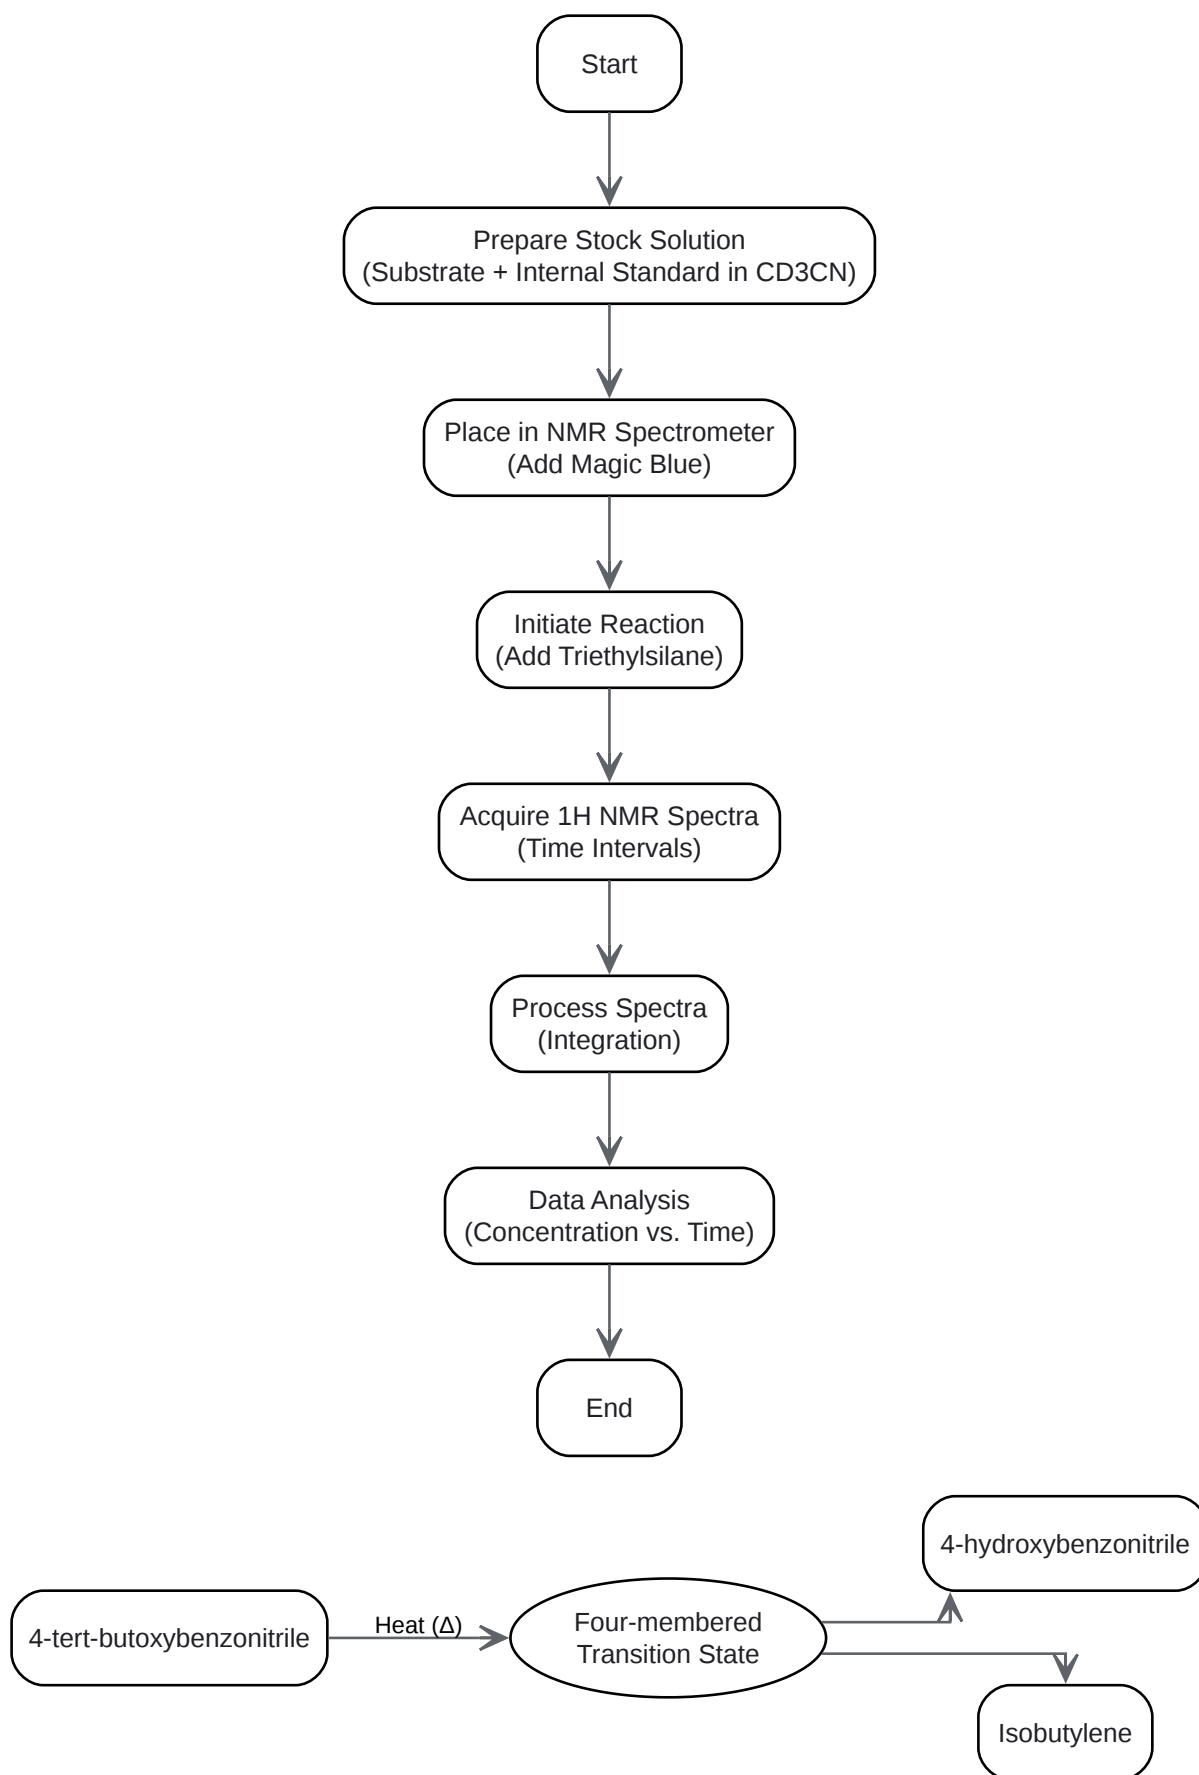 Start
Prepare Stock Solution
(Substrate + Internal Standard in CD3CN)
Place in NMR Spectrometer
(Add Magic Blue)
Initiate Reaction
(Add Triethylsilane)
Acquire 1H NMR Spectra
(Time Intervals)
Process Spectra
(Integration)
Data Analysis
(Concentration vs. Time)
End
4-tert-butoxybenzonitrile
Heat (Δ)
Four-membered
Transition State
4-hydroxybenzonitrile
Isobutylene